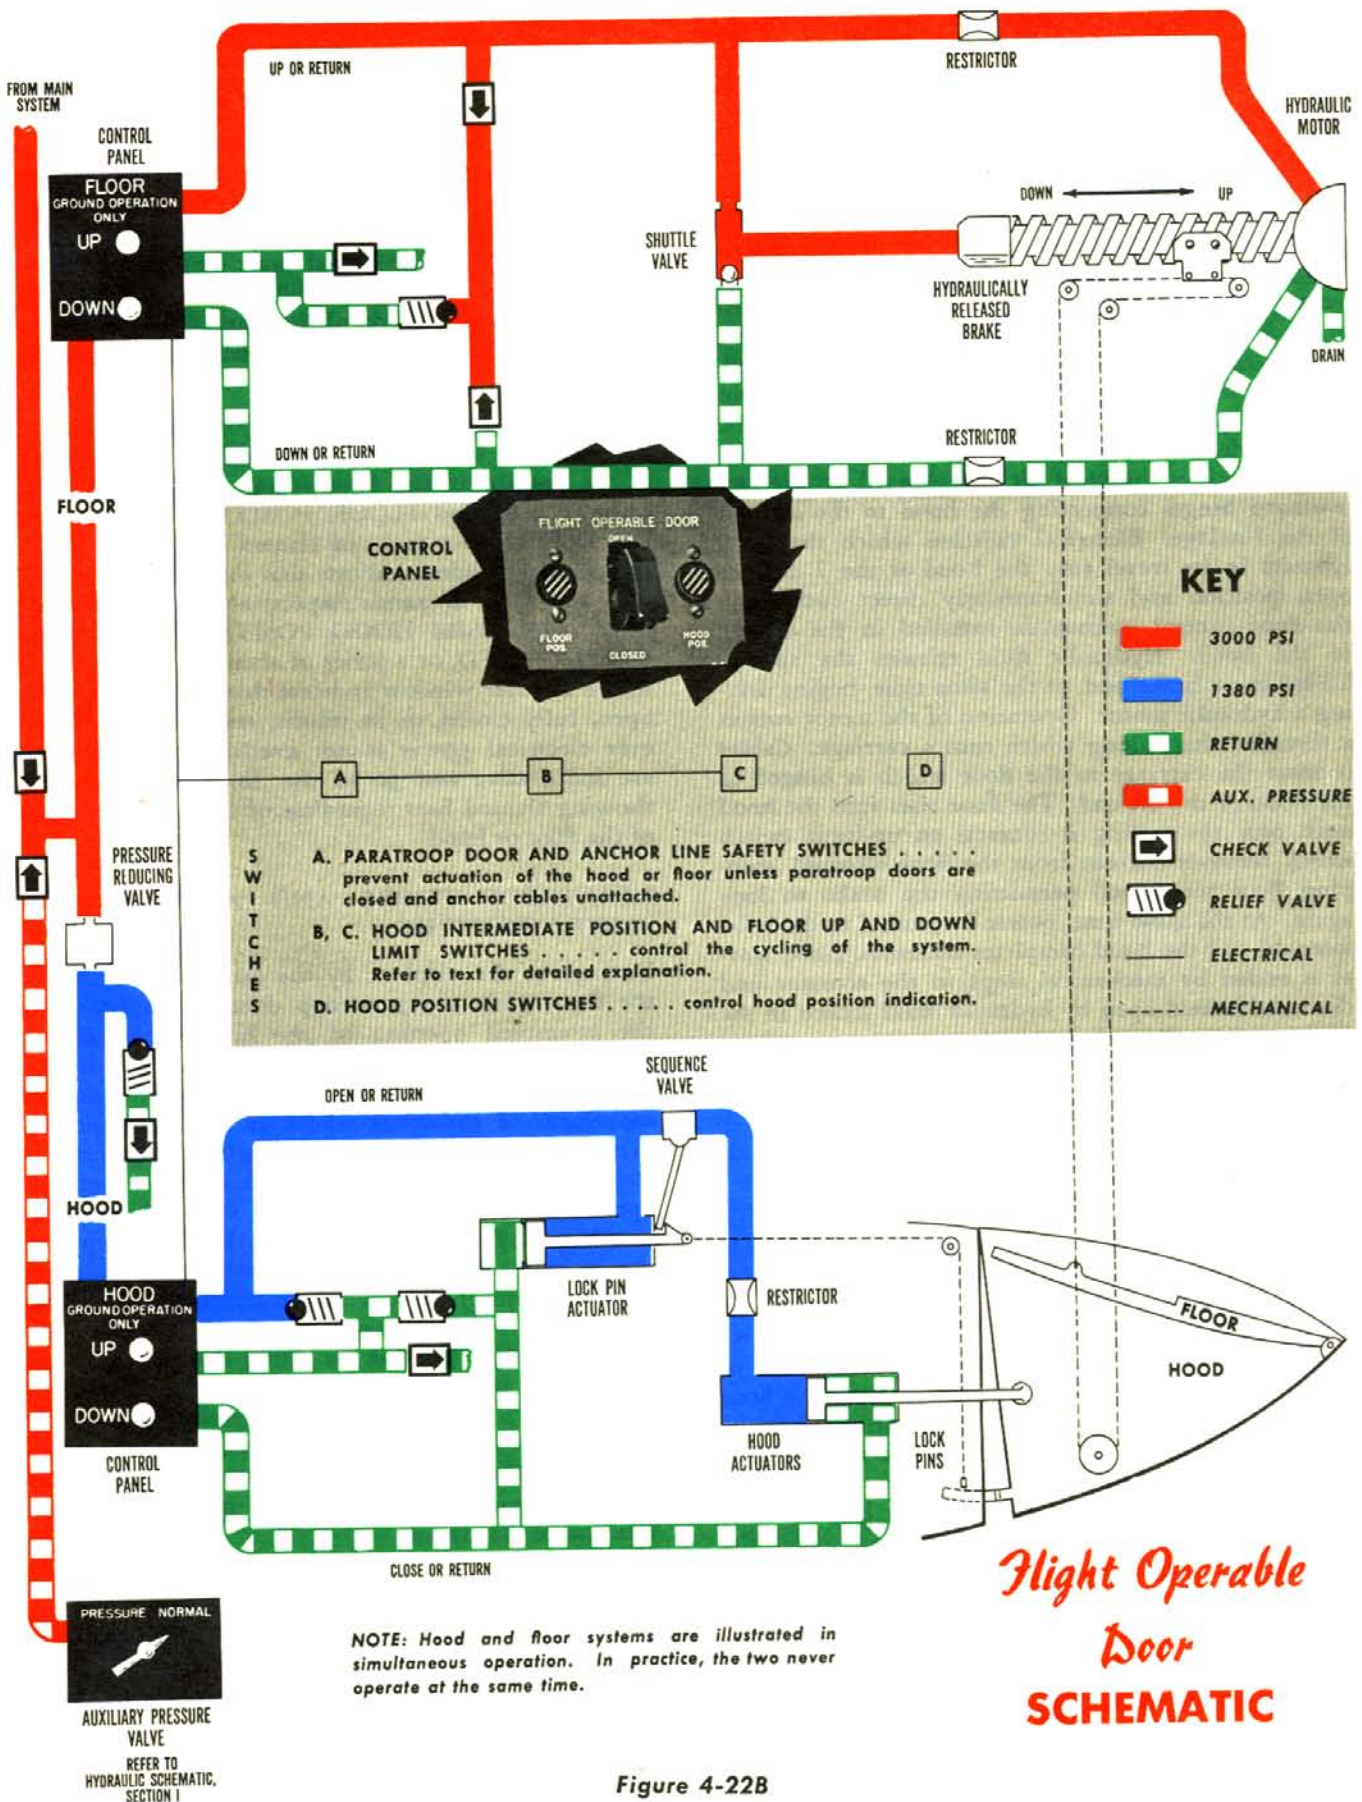 FROM MAIN
SYSTEM
UP OR RETURN
RESTRICTOR
HYDRAULIC
MOTOR
CONTROL
PANEL
FLOOR
GROUND OPERATION
ONLY
UP
DOWN
SHUTTLE
VALVE
DOWN
UP
HYDRAULICALLY
RELEASED
BRAKE
DRAIN
DOWN OR RETURN
RESTRICTOR
FLOOR
CONTROL
PANEL
FLIGHT OPERABLE DOOR
OPEN
FLOOR
POS.
CLOSED
HOOD
POS.
KEY
3000 PSI
1380 PSI
RETURN
AUX. PRESSURE
CHECK VALVE
RELIEF VALVE
ELECTRICAL
MECHANICAL
A
B
C
D
PRESSURE
REDUCING
VALVE
SWITCHES
A. PARATROOP DOOR AND ANCHOR LINE SAFETY SWITCHES . . . . .
prevent actuation of the hood or floor unless paratroop doors are
closed and anchor cables unattached.
B, C. HOOD INTERMEDIATE POSITION AND FLOOR UP AND DOWN
LIMIT SWITCHES . . . . . control the cycling of the system.
Refer to text for detailed explanation.
D. HOOD POSITION SWITCHES . . . . . control hood position indication.
SEQUENCE
VALVE
OPEN OR RETURN
HOOD
LOCK PIN
ACTUATOR
RESTRICTOR
HOOD
GROUND OPERATION
ONLY
UP
DOWN
CONTROL
PANEL
HOOD
ACTUATORS
LOCK
PINS
FLOOR
HOOD
CLOSE OR RETURN
PRESSURE NORMAL
AUXILIARY PRESSURE
VALVE
REFER TO
HYDRAULIC SCHEMATIC,
SECTION I
NOTE: Hood and floor systems are illustrated in
simultaneous operation. In practice, the two never
operate at the same time.
Flight Operable
Door
SCHEMATIC
Figure 4-22B